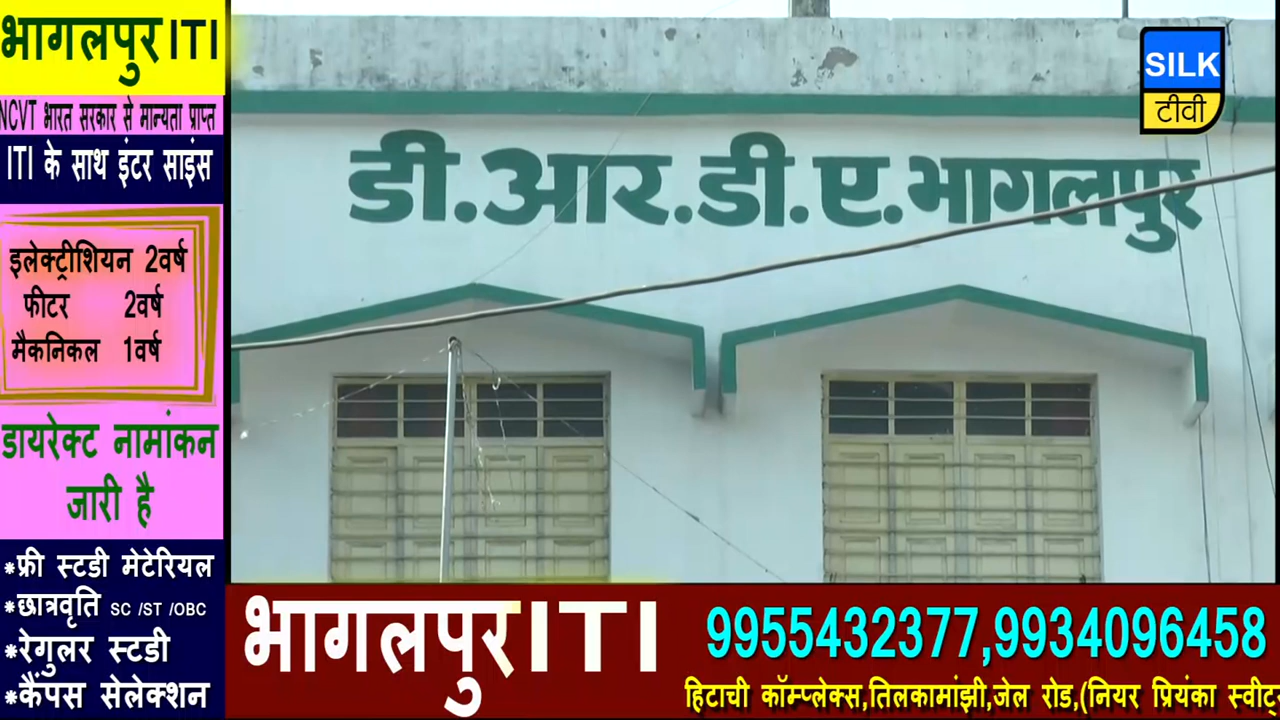 भागलपुर ITI
NCVT भारत सरकार से मान्यता प्राप्त
ITI के साथ इंटर साइंस
इलेक्ट्रीशियन 2वर्ष
फीटर 2वर्ष
मैकनिकल 1वर्ष
डायरेक्ट नामांकन
जारी है
*फ्री स्टडी मेटेरियल
*छात्रवृति SC /ST /OBC
*रेगुलर स्टडी
*कैंपस सेलेक्शन
SILK
टीवी
डी.आर.डी.ए.भागलपुर
भागलपुर ITI
9955432377,9934096458
हिटाची कॉम्प्लेक्स,तिलकामांझी,जेल रोड,(नियर प्रियंका